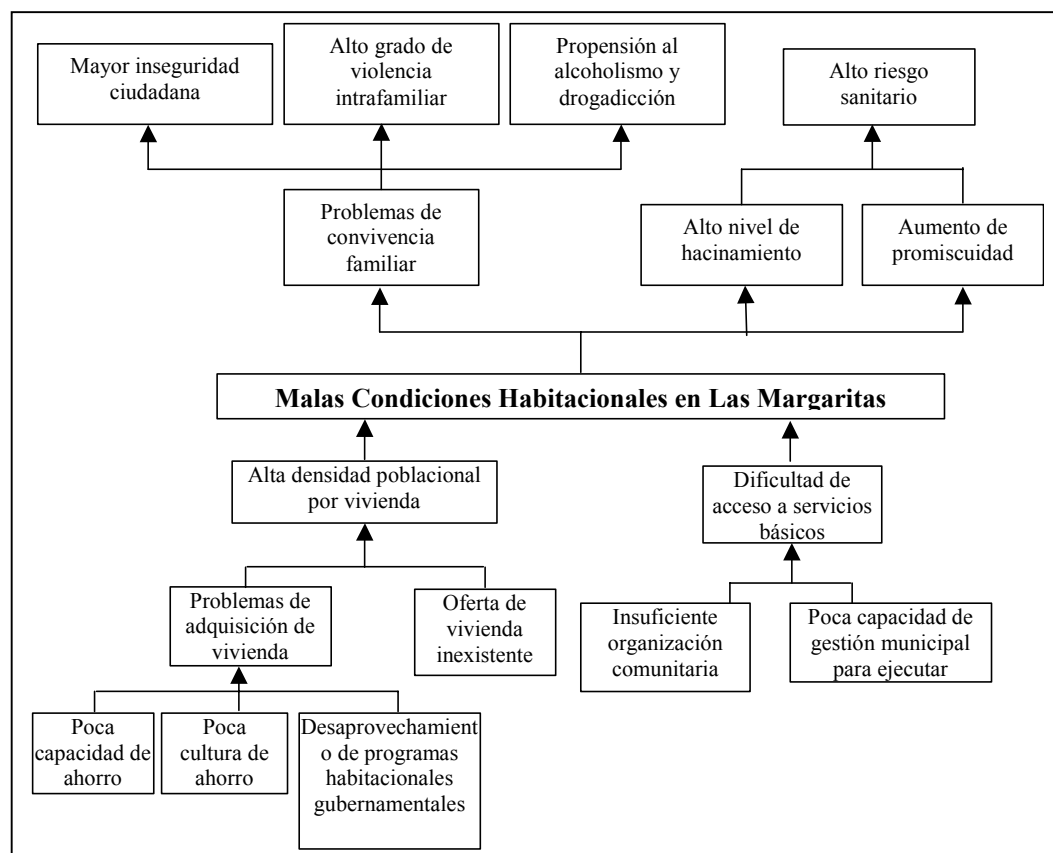 Mayor inseguridad
ciudadana
Alto grado de
violencia
intrafamiliar
Propensión al
alcoholismo y
drogadicción
Alto riesgo
sanitario
Problemas de
convivencia
familiar
Alto nivel de
hacinamiento
Aumento de
promiscuidad
Malas Condiciones Habitacionales en Las Margaritas
Alta densidad poblacional
por vivienda
Dificultad de
acceso a servicios
básicos
Problemas de
adquisición de
vivienda
Oferta de
vivienda
inexistente
Insuficiente
organización
comunitaria
Poca capacidad de
gestión municipal
para ejecutar
Poca
capacidad de
ahorro
Poca
cultura de
ahorro
Desaprovechamient
o de programas
habitacionales
gubernamentales